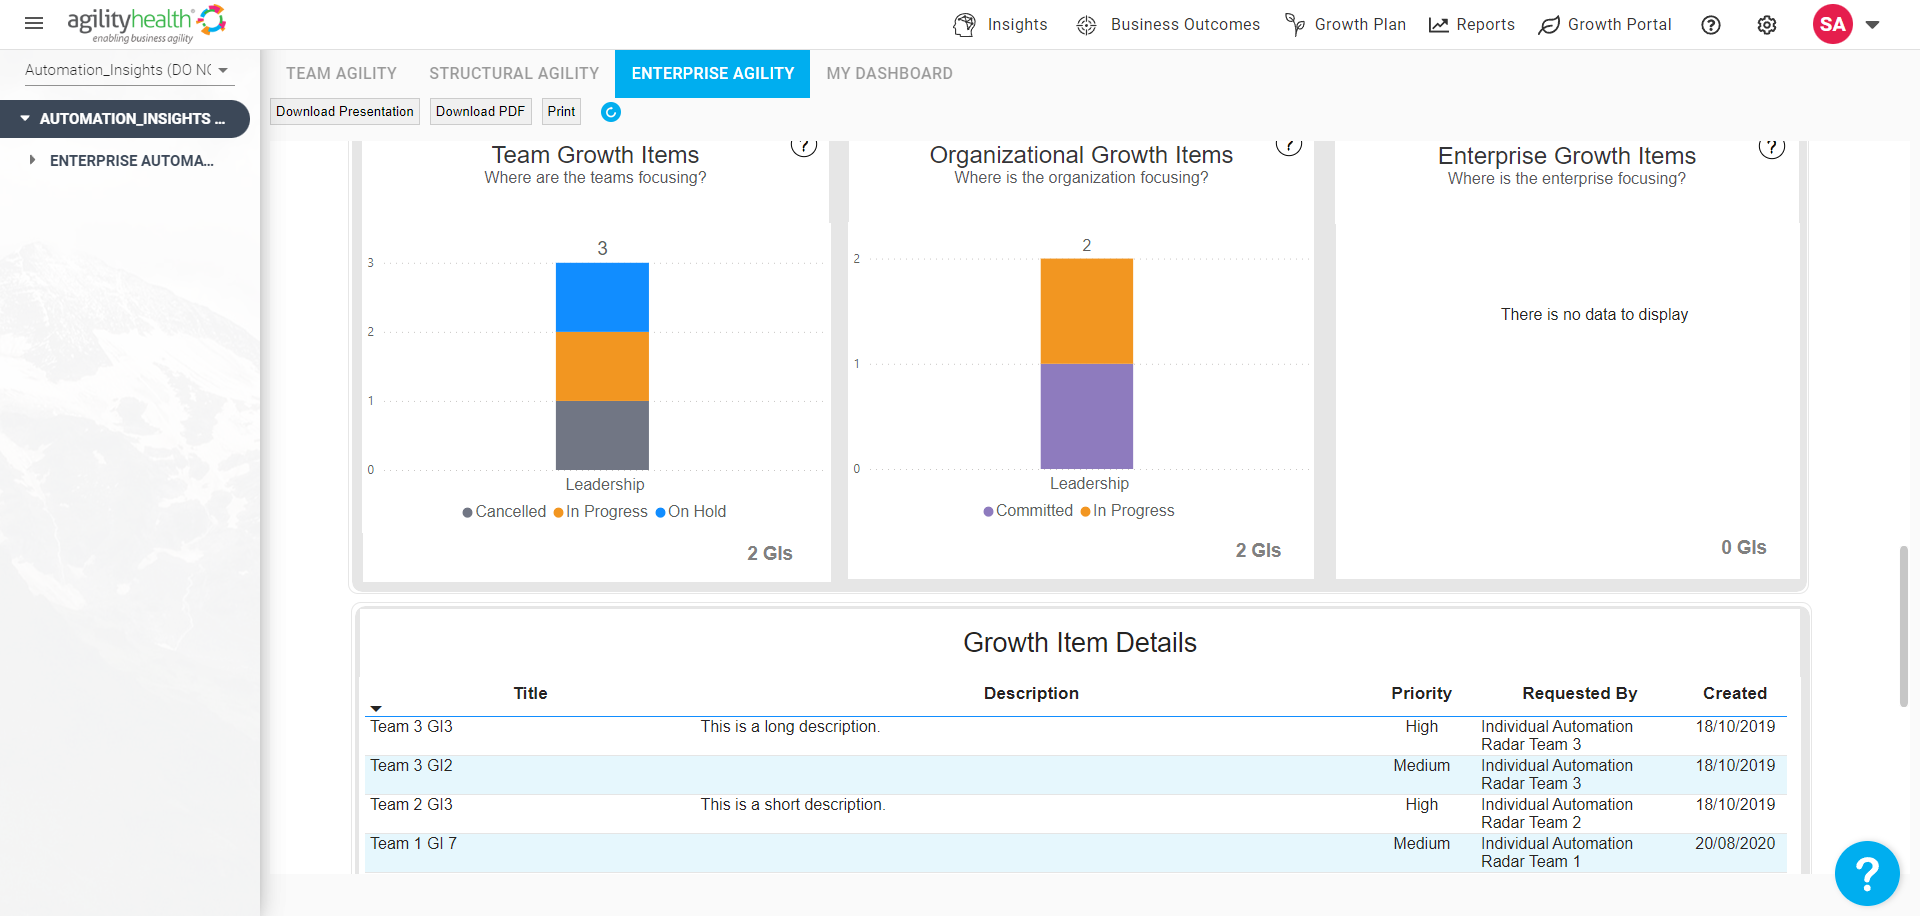 agilityhealth®
enabling business agility
Insights
Business Outcomes
Growth Plan
Reports
Growth Portal
?
SA
Automation_Insights (DO N
AUTOMATION_INSIGHTS ...
ENTERPRISE AUTOMA...
TEAM AGILITY
STRUCTURAL AGILITY
ENTERPRISE AGILITY
MY DASHBOARD
Download Presentation
Download PDF
Print
Team Growth Items
?
Where are the teams focusing?
3
3
2
1
0
Leadership
Cancelled In Progress On Hold
2 GIs
Organizational Growth Items
?
Where is the organization focusing?
2
2
1
0
Leadership
Committed In Progress
2 GIs
Enterprise Growth Items
?
Where is the enterprise focusing?
There is no data to display
0 GIs
Growth Item Details
Title Description Priority Requested By Created
Team 3 GI3 This is a long description. High Individual Automation 18/10/2019
Radar Team 3
Team 3 GI2 Medium Individual Automation 18/10/2019
Radar Team 3
Team 2 GI3 This is a short description. High Individual Automation 18/10/2019
Radar Team 2
Team 1 GI 7 Medium Individual Automation 20/08/2020
Radar Team 1
?